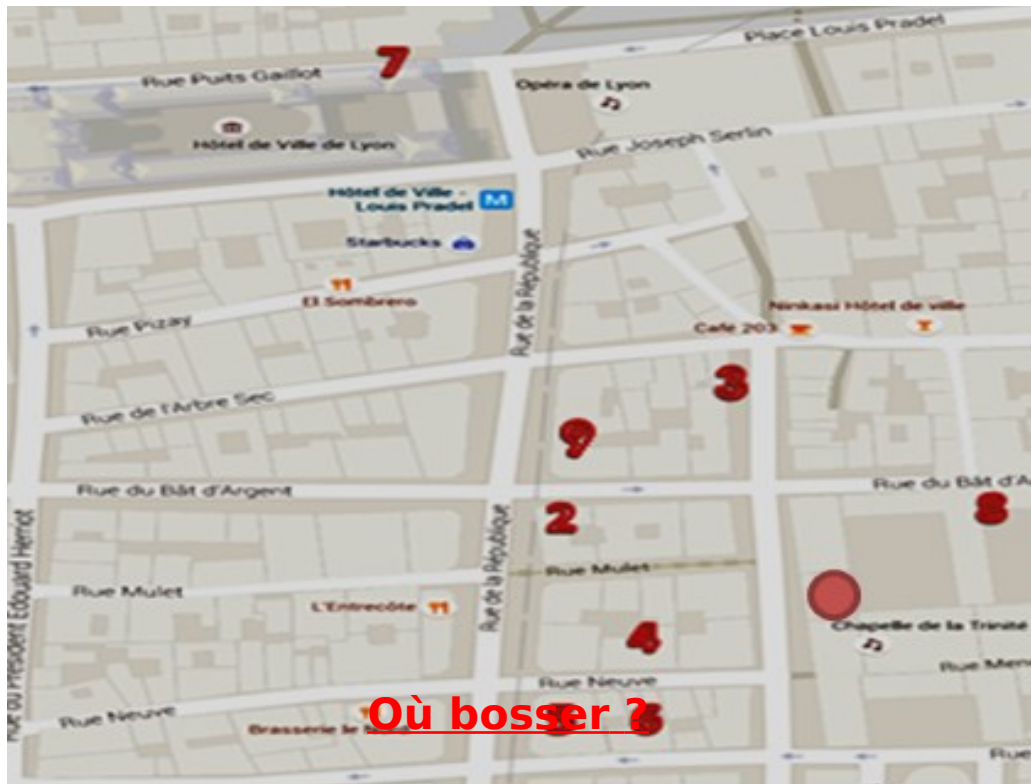 Place Louis Pradel
7
Rue Puits Gaillot
Opéra de Lyon
Hôtel de Ville de Lyon
Rue Joseph Serlin
Hôtel de Ville -
Louis Pradel
M
Starbucks
Rue de la République
El Sombrero
Ninkasi Hôtel de ville
Rue Pizay
Café 203
3
Rue de l'Arbre Sec
9
Rue du Bât d'Argent
Rue du Bât d'A
8
2
Rue du Président Édouard Herriot
Rue de la République
Rue Mulet
Rue Mulet
L'Entrecôte
Chapelle de la Trinité
4
Rue Mer
Rue Neuve
Rue Neuve
Brasserie le
Où bosser ?
Rue